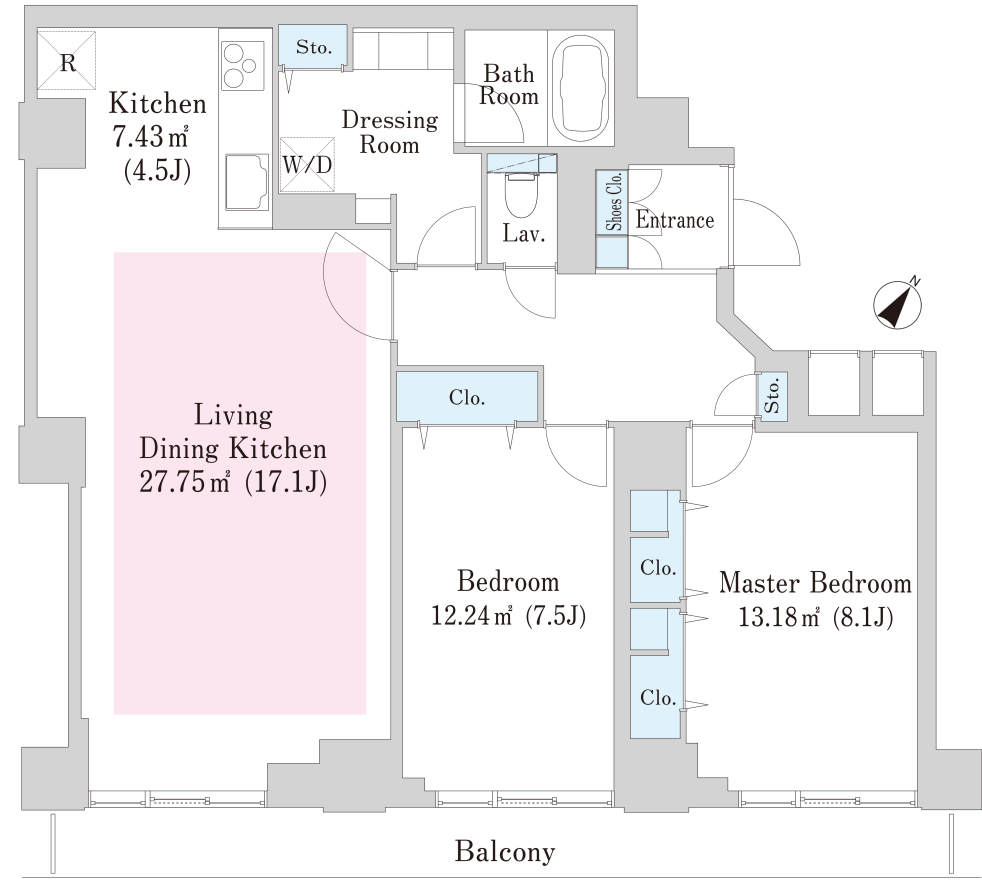 R
Sto.
Kitchen
7.43㎡
(4.5J)
Dressing
Room
W/D
Bath
Room
Lav.
Shoes Clo.
Entrance
N
Living
Dining Kitchen
27.75㎡ (17.1J)
Clo.
Sto.
Bedroom
12.24㎡ (7.5J)
Clo.
Clo.
Master Bedroom
13.18㎡ (8.1J)
Balcony